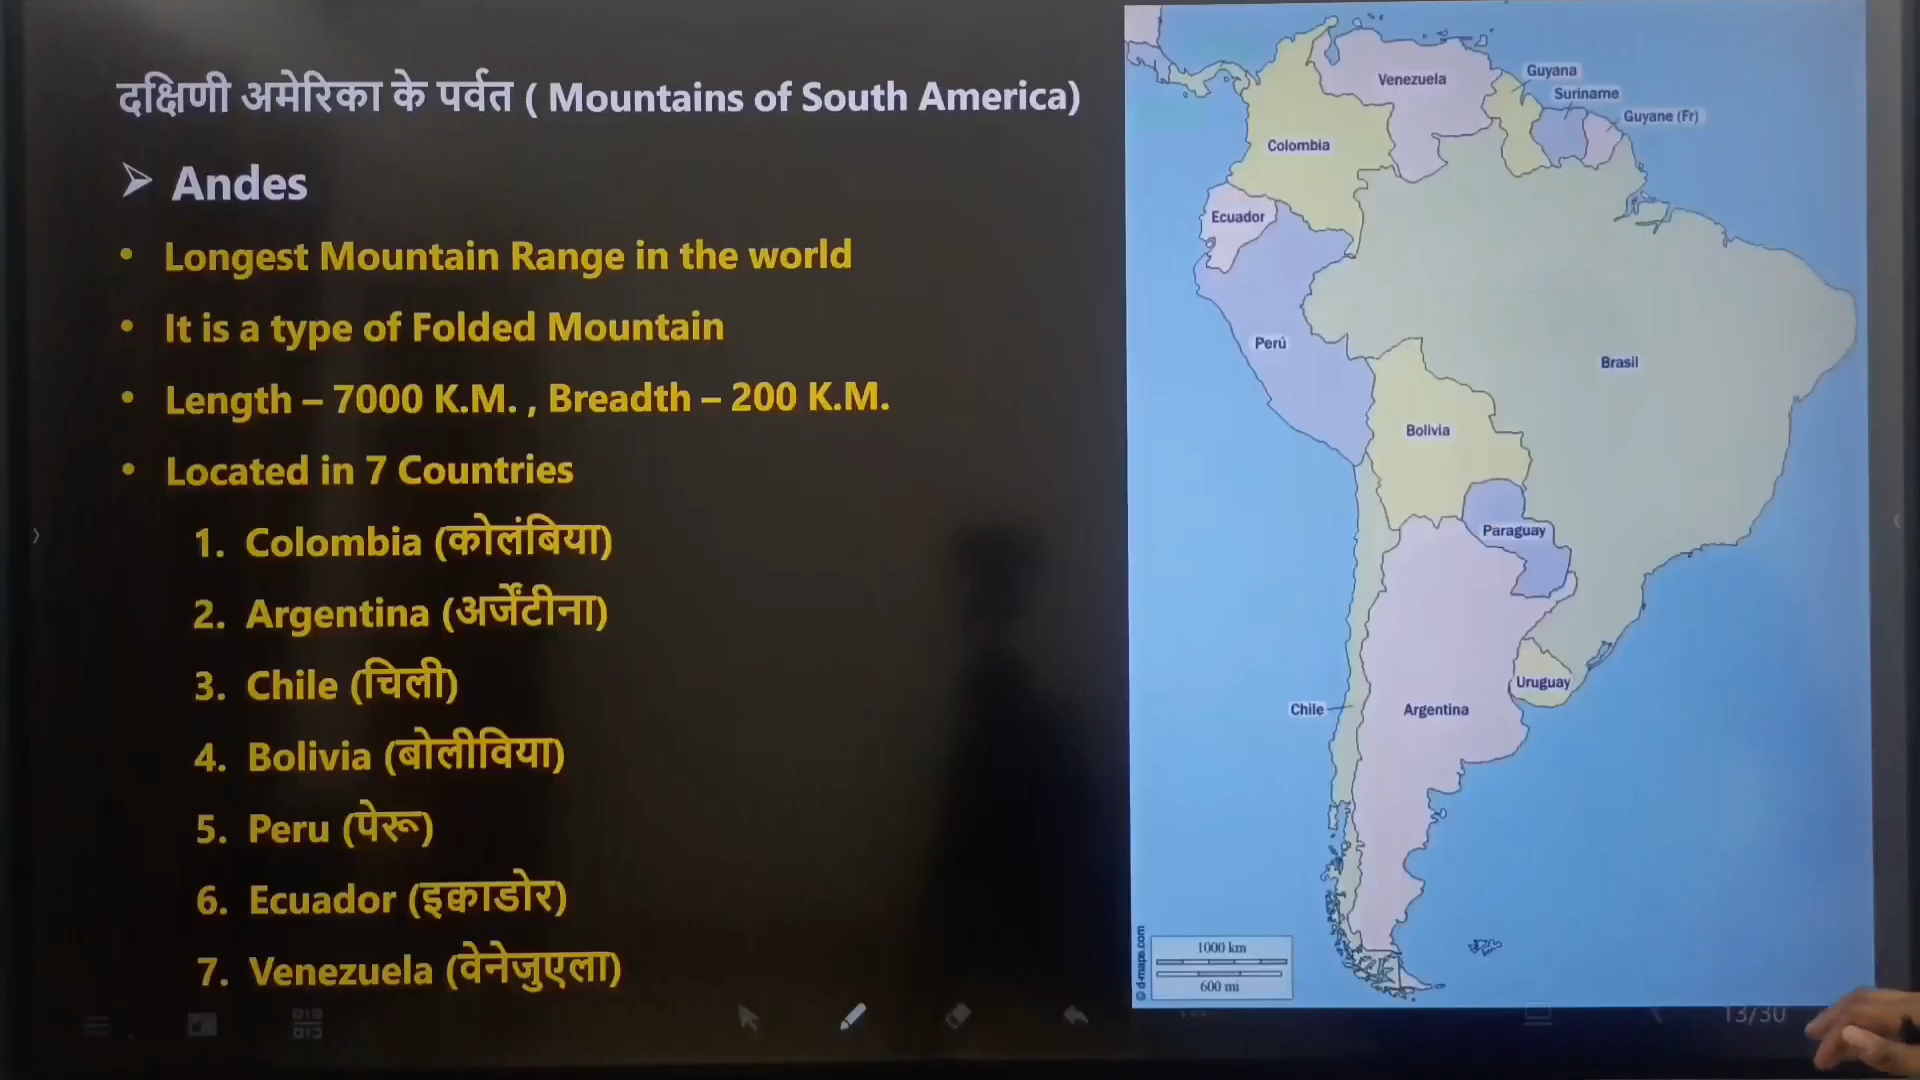 दक्षिणी अमेरिका के पर्वत ( Mountains of South America)
➢ Andes
• Longest Mountain Range in the world
• It is a type of Folded Mountain
• Length – 7000 K.M. , Breadth – 200 K.M.
• Located in 7 Countries
1. Colombia (कोलंबिया)
2. Argentina (अर्जेंटीना)
3. Chile (चिली)
4. Bolivia (बोलीविया)
5. Peru (पेरू)
6. Ecuador (इक्वाडोर)
7. Venezuela (वेनेजुएला)
Venezuela
Guyana
Suriname
Guyane (Fr)
Colombia
Ecuador
Perú
Brasil
Bolivia
Paraguay
Uruguay
Chile
Argentina
1000 km
600 mi
© d-maps.com
13/30